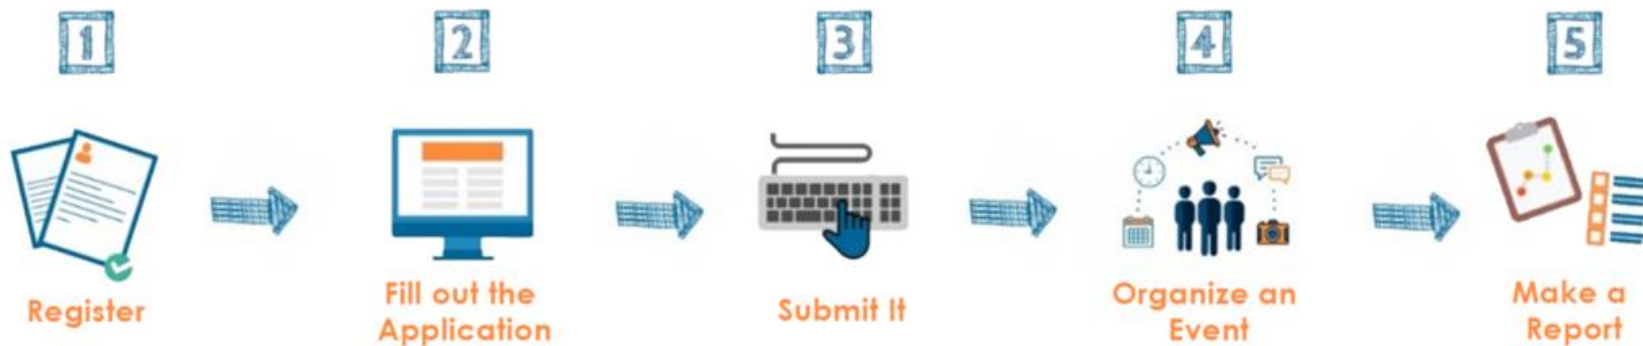 1
2
3
4
5
Register
Fill out the
Application
Submit It
Organize an
Event
Make a
Report